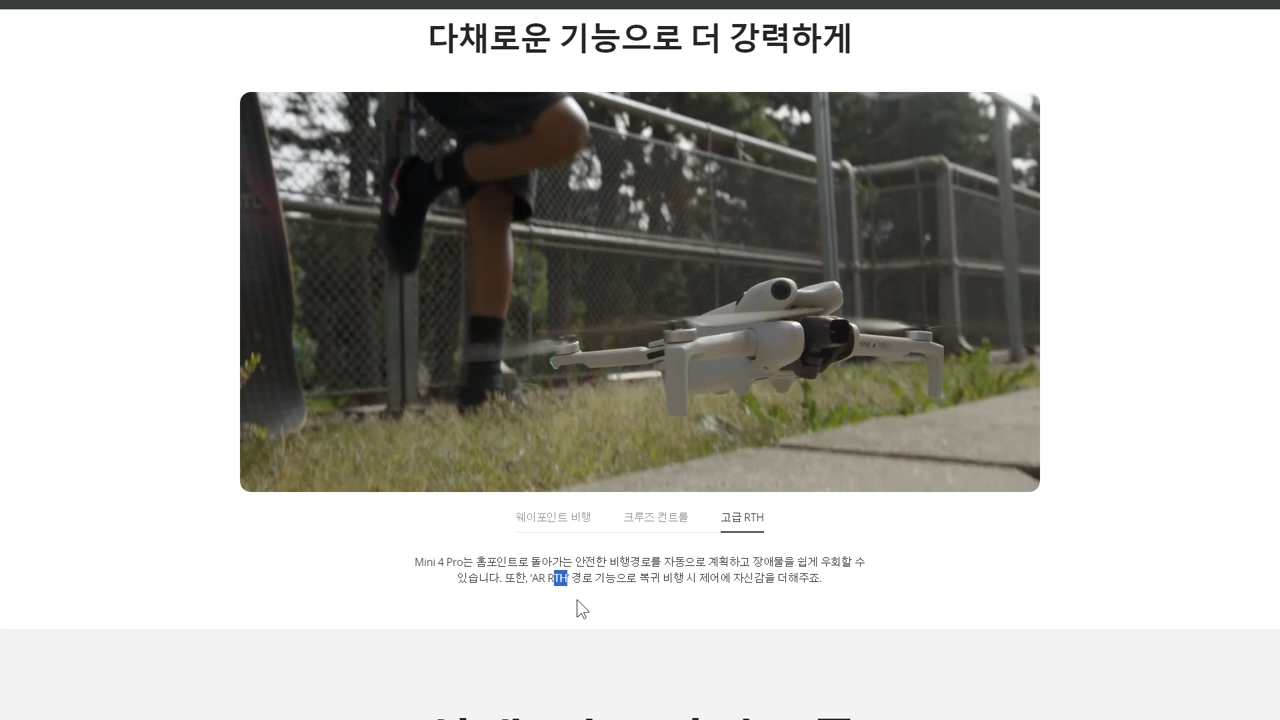 다채로운 기능으로 더 강력하게
MINI 4 PRO
웨이포인트 비행 크루즈 컨트롤 고급 RTH
Mini 4 Pro는 홈포인트로 돌아가는 안전한 비행경로를 자동으로 계획하고 장애물을 쉽게 우회할 수
있습니다. 또한, 'AR RTH' 경로 기능으로 복귀 비행 시 제어에 자신감을 더해주죠.